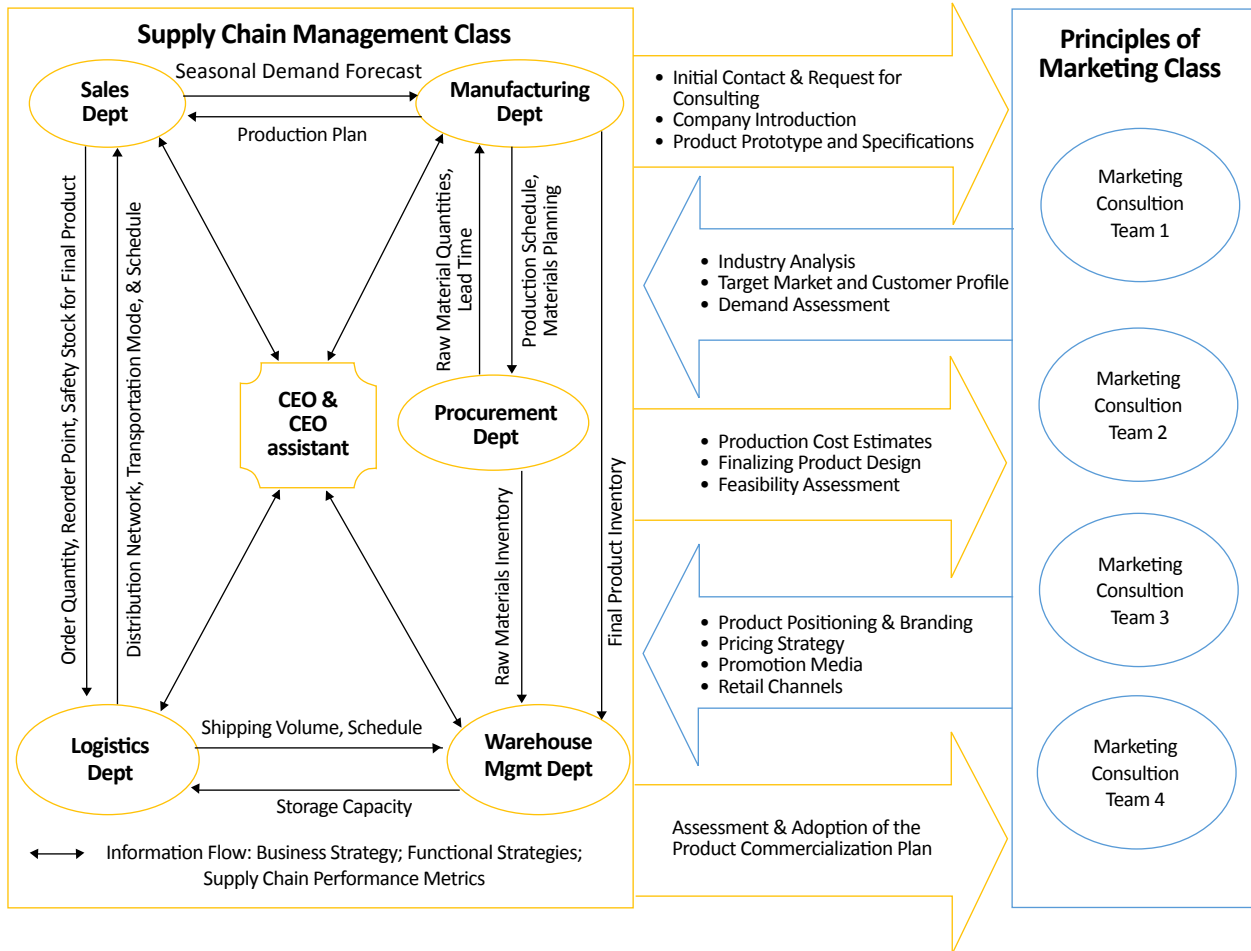 Supply Chain Management Class
Sales
Dept
Seasonal Demand Forecast
Production Plan
Manufacturing
Dept
Order Quantity, Reorder Point, Safety Stock for Final Product
Distribution Network, Transportation Mode, & Schedule
Raw Material Quantities,
Lead Time
Production Schedule,
Materials Planning
CEO &
CEO
assistant
Procurement
Dept
Raw Materials Inventory
Final Product Inventory
Logistics
Dept
Shipping Volume, Schedule
Storage Capacity
Warehouse
Mgmt Dept
Information Flow: Business Strategy; Functional Strategies;
Supply Chain Performance Metrics
• Initial Contact & Request for
Consulting
• Company Introduction
• Product Prototype and Specifications
• Industry Analysis
• Target Market and Customer Profile
• Demand Assessment
• Production Cost Estimates
• Finalizing Product Design
• Feasibility Assessment
• Product Positioning & Branding
• Pricing Strategy
• Promotion Media
• Retail Channels
Assessment & Adoption of the
Product Commercialization Plan
Principles of
Marketing Class
Marketing
Consultion
Team 1
Marketing
Consultion
Team 2
Marketing
Consultion
Team 3
Marketing
Consultion
Team 4